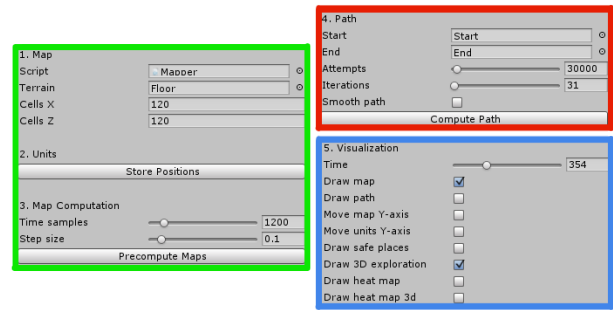 1. Map
Script Mapper
Terrain Floor
Cells X 120
Cells Z 120
2. Units
Store Positions
3. Map Computation
Time samples 1200
Step size 0.1
Precompute Maps
4. Path
Start Start
End End
Attempts 30000
Iterations 31
Smooth path
Compute Path
5. Visualization
Time 354
Draw map
Draw path
Move map Y-axis
Move units Y-axis
Draw safe places
Draw 3D exploration
Draw heat map
Draw heat map 3d